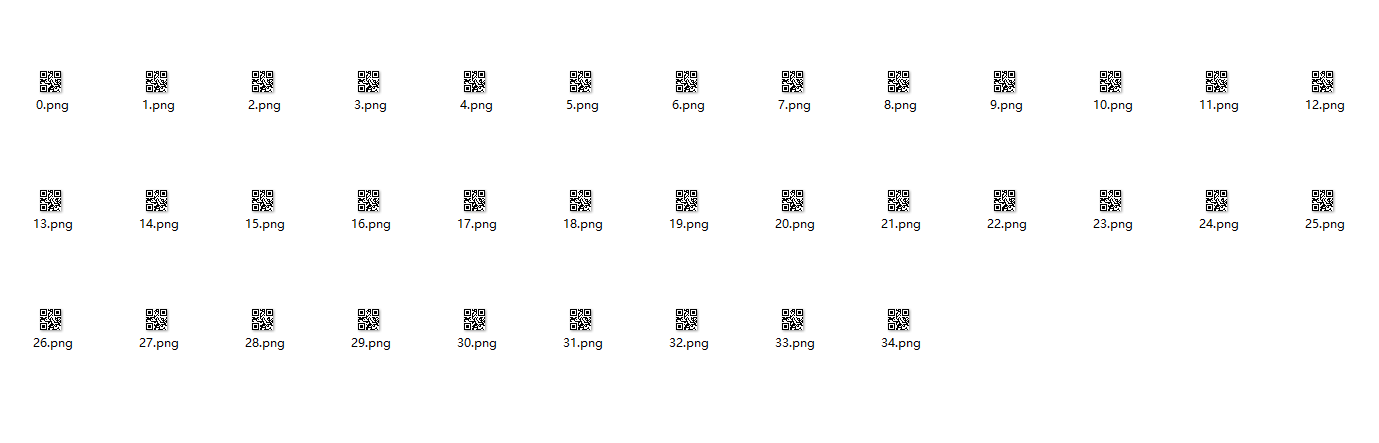 0.png 1.png 2.png 3.png 4.png 5.png 6.png 7.png 8.png 9.png 10.png 11.png 12.png
13.png 14.png 15.png 16.png 17.png 18.png 19.png 20.png 21.png 22.png 23.png 24.png 25.png
26.png 27.png 28.png 29.png 30.png 31.png 32.png 33.png 34.png